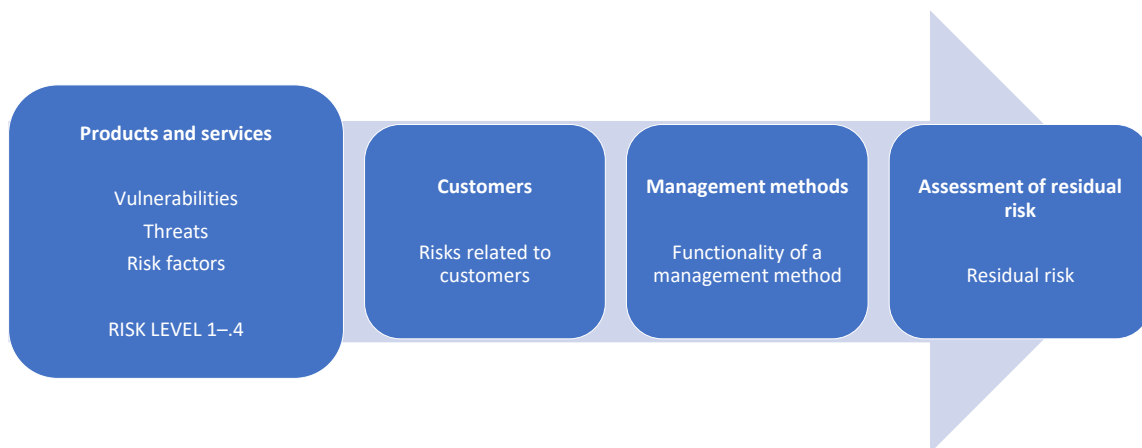 Products and services
Vulnerabilities
Threats
Risk factors
RISK LEVEL 1–.4
Customers
Risks related to
customers
Management methods
Functionality of a
management method
Assessment of residual
risk
Residual risk